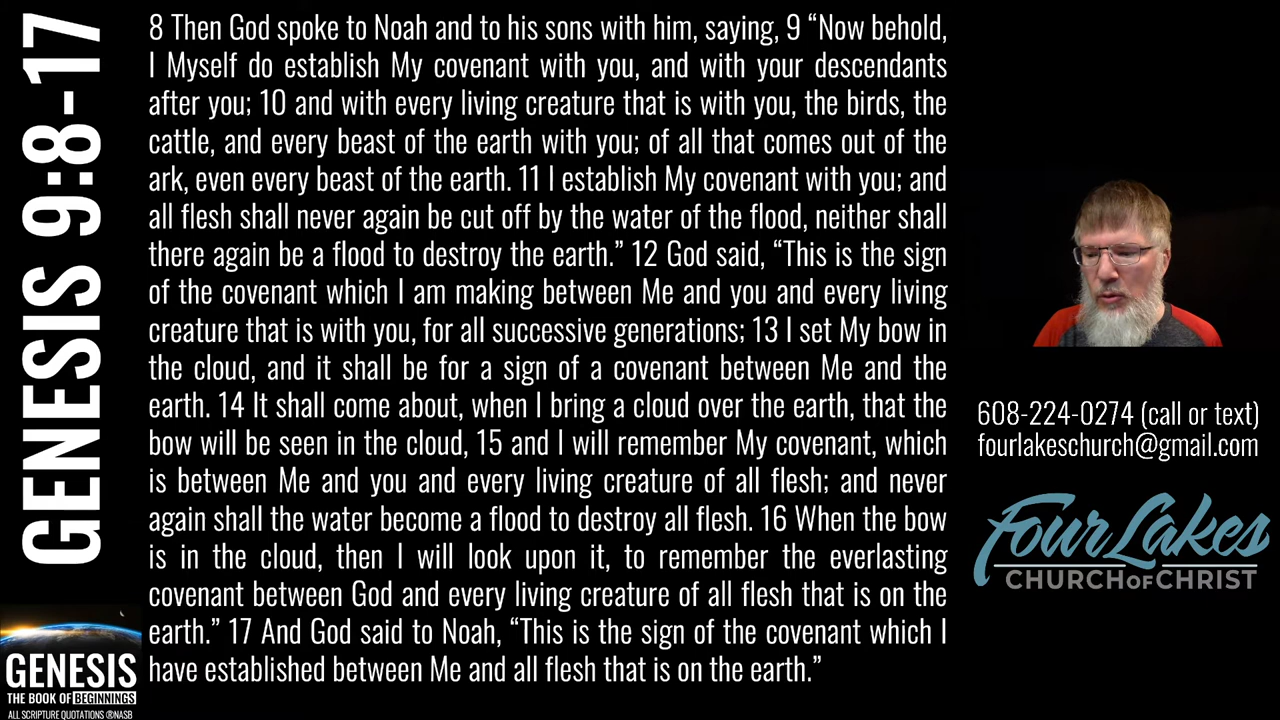 GENESIS 9:8-17
8 Then God spoke to Noah and to his sons with him, saying, 9 “Now behold,
I Myself do establish My covenant with you, and with your descendants
after you; 10 and with every living creature that is with you, the birds, the
cattle, and every beast of the earth with you; of all that comes out of the
ark, even every beast of the earth. 11 I establish My covenant with you; and
all flesh shall never again be cut off by the water of the flood, neither shall
there again be a flood to destroy the earth.” 12 God said, “This is the sign
of the covenant which I am making between Me and you and every living
creature that is with you, for all successive generations; 13 I set My bow in
the cloud, and it shall be for a sign of a covenant between Me and the
earth. 14 It shall come about, when I bring a cloud over the earth, that the
bow will be seen in the cloud, 15 and I will remember My covenant, which
is between Me and you and every living creature of all flesh; and never
again shall the water become a flood to destroy all flesh. 16 When the bow
is in the cloud, then I will look upon it, to remember the everlasting
covenant between God and every living creature of all flesh that is on the
earth.” 17 And God said to Noah, “This is the sign of the covenant which I
have established between Me and all flesh that is on the earth.”
608-224-0274 (call or text)
fourlakeschurch@gmail.com
Four Lakes
CHURCH OF CHRIST
GENESIS
THE BOOK OF BEGINNINGS
ALL SCRIPTURE QUOTATIONS ®NASB